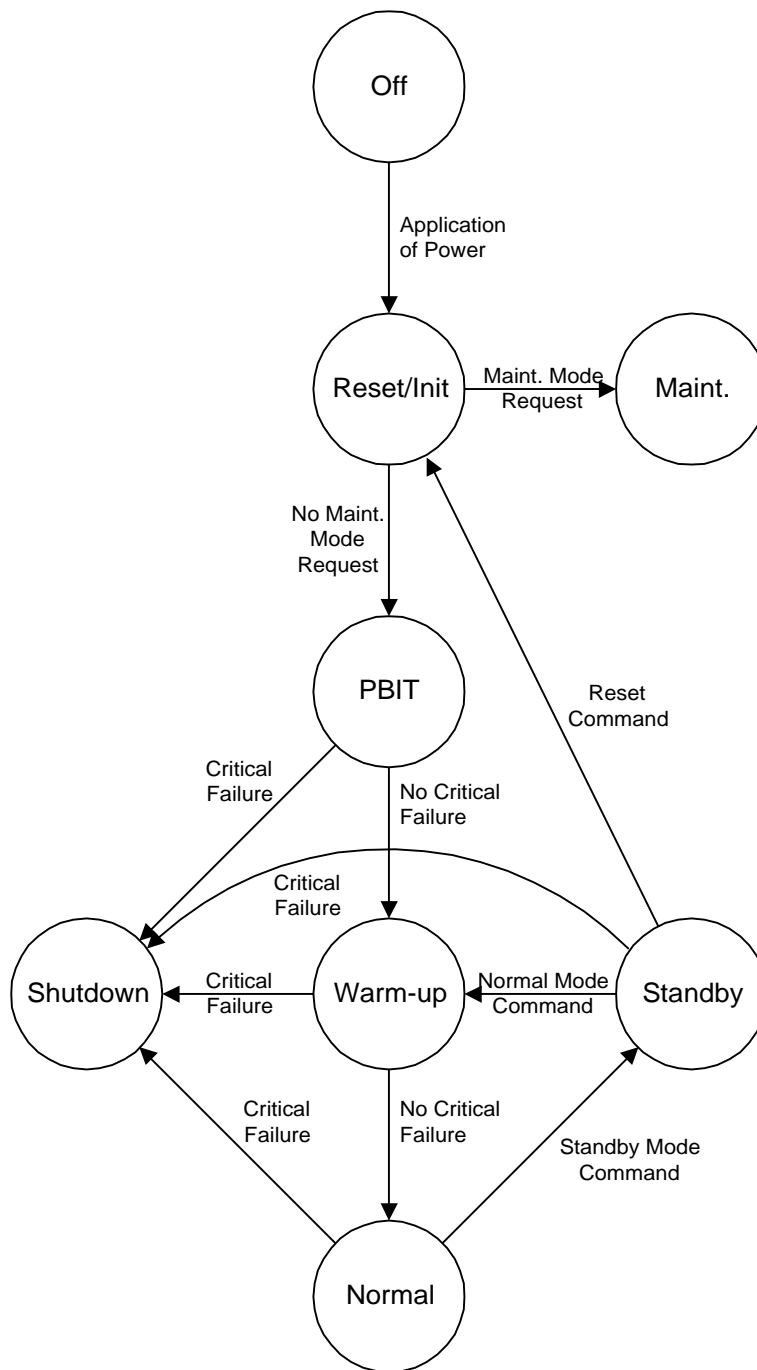 Off
Application
of Power
Reset/Init
Maint. Mode
Request
Maint.
No Maint.
Mode
Request
PBIT
Reset
Command
Critical
Failure
No Critical
Failure
Critical
Failure
Shutdown
Critical
Failure
Warm-up
Normal Mode
Command
Standby
Critical
Failure
No Critical
Failure
Standby Mode
Command
Normal